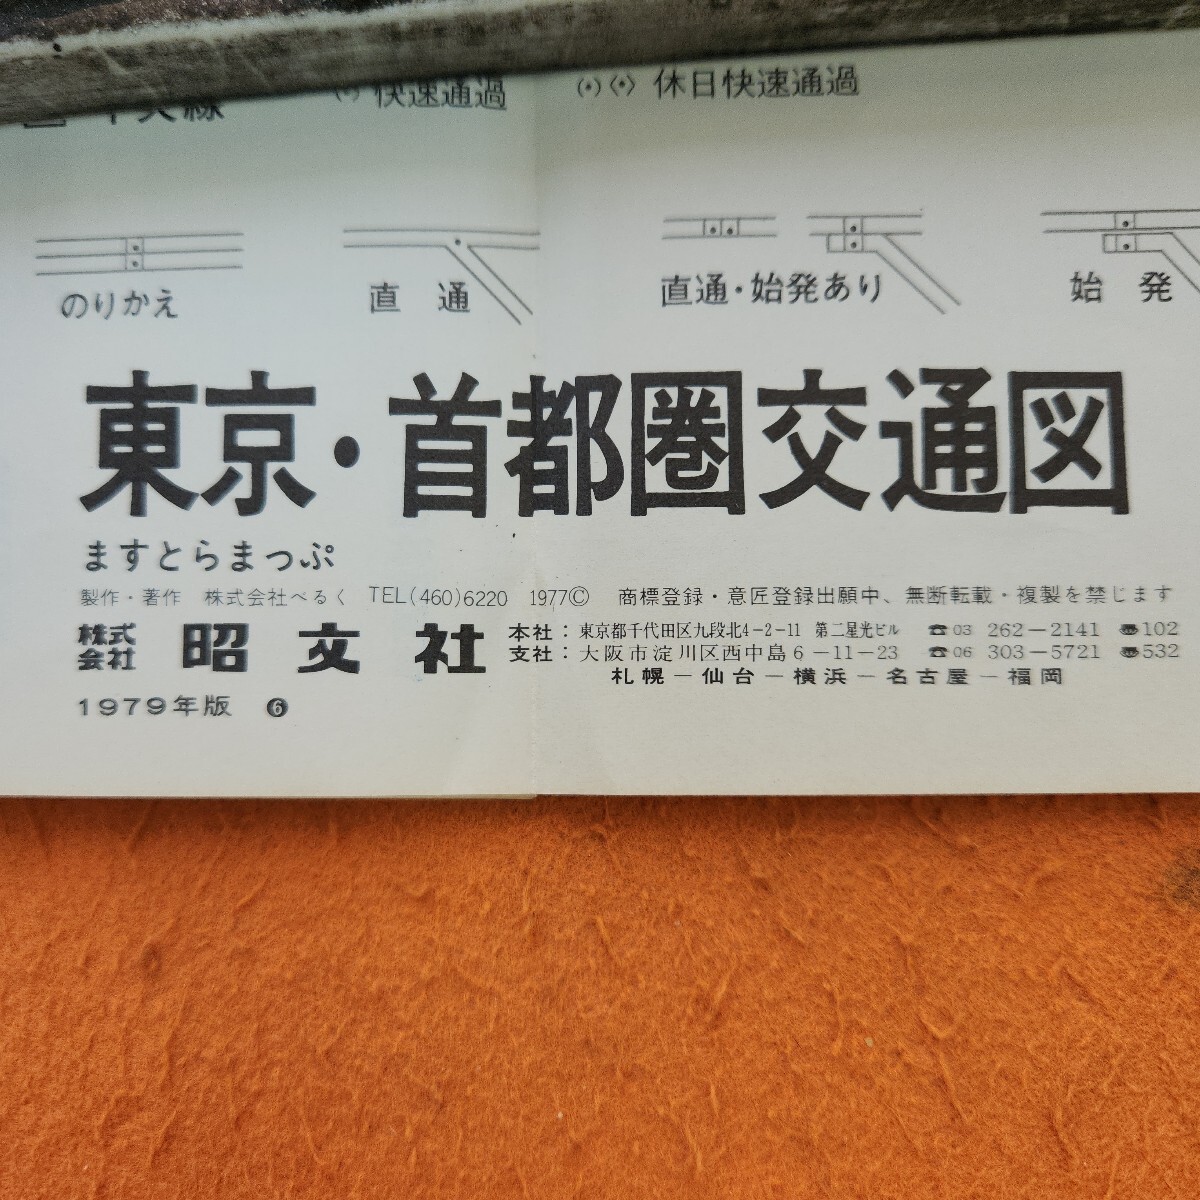 快速通過
休日快速通過
のりかえ
直通
直通・始発あり
始発
東京・首都圏交通図
ますとらまっぷ
製作・著作 株式会社べるく TEL(460)6220 1977© 商標登録・意匠登録出願中、無断転載・複製を禁じます
株式会社 昭文社
本社：東京都千代田区九段北4-2-11 第二星光ビル ☎03 262-2141 〠102
支社：大阪市淀川区西中島6-11-23 ☎06 303-5721 〠532
札幌－仙台－横浜－名古屋－福岡
1979年版 ❻